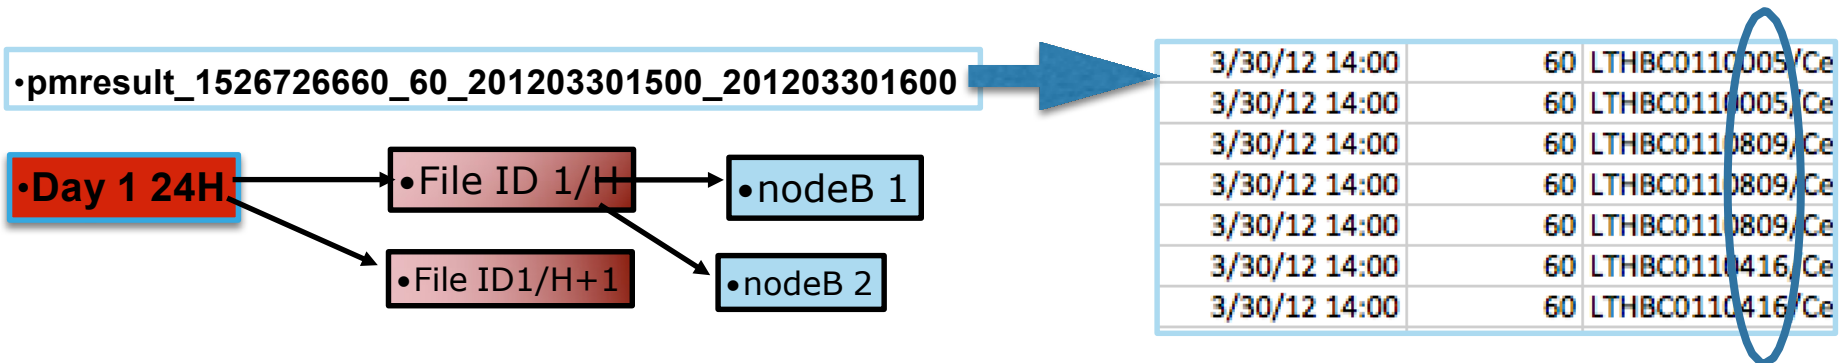 •pmresult_1526726660_60_201203301500_201203301600
•Day 1 24H
•File ID 1/H
•nodeB 1
•File ID1/H+1
•nodeB 2
3/30/12 14:00 60 LTHBC0110005/Ce
3/30/12 14:00 60 LTHBC0110005/Ce
3/30/12 14:00 60 LTHBC0110809/Ce
3/30/12 14:00 60 LTHBC0110809/Ce
3/30/12 14:00 60 LTHBC0110809/Ce
3/30/12 14:00 60 LTHBC0110416/Ce
3/30/12 14:00 60 LTHBC0110416/Ce